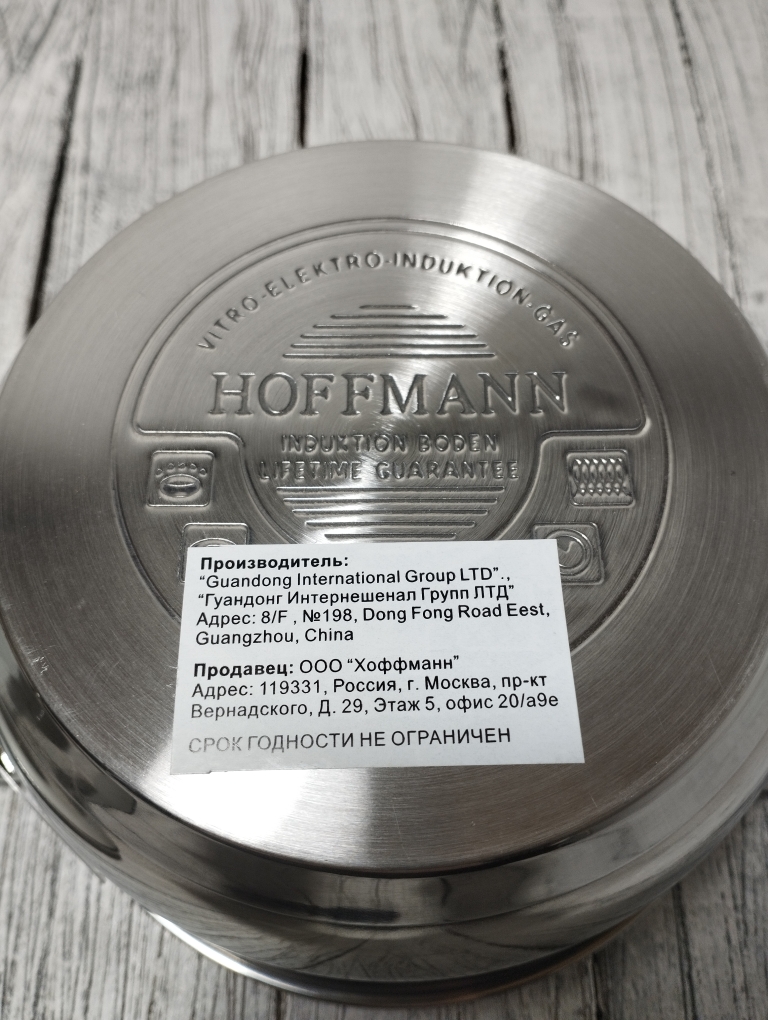 VITRO-ELEKTRO-INDUKTION-GAS
HOFFMANN
INDUKTION BODEN
LIFETIME GUARANTEE
Производитель:
“Guandong International Group LTD”.,
“Гуандонг Интернешенал Групп ЛТД”
Адрес: 8/F , №198, Dong Fong Road Eest,
Guangzhou, China
Продавец: ООО “Хоффманн”
Адрес: 119331, Россия, г. Москва, пр-кт
Вернадского, Д. 29, Этаж 5, офис 20/а9е
СРОК ГОДНОСТИ НЕ ОГРАНИЧЕН